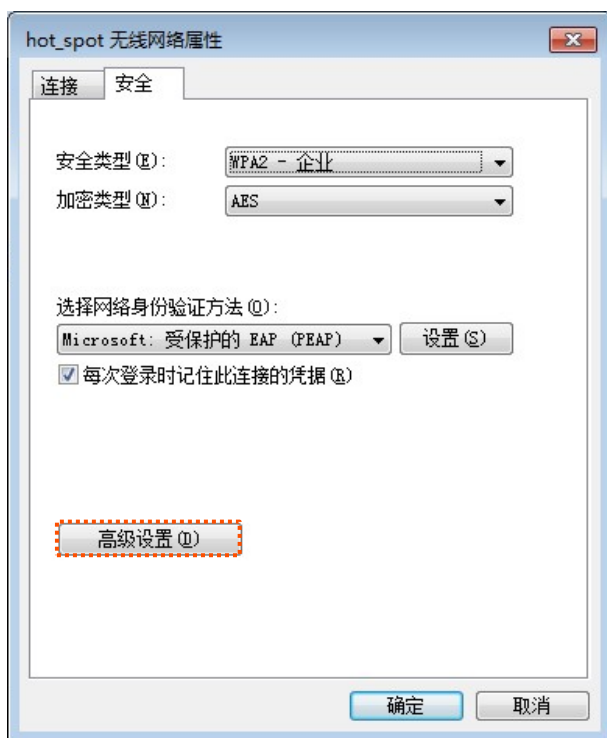 hot_spot 无线网络属性
连接 安全
安全类型(E): WPA2 - 企业
加密类型(N): AES
选择网络身份验证方法(O):
Microsoft: 受保护的 EAP (PEAP) 设置(S)
每次登录时记住此连接的凭据(R)
高级设置(D)
确定 取消